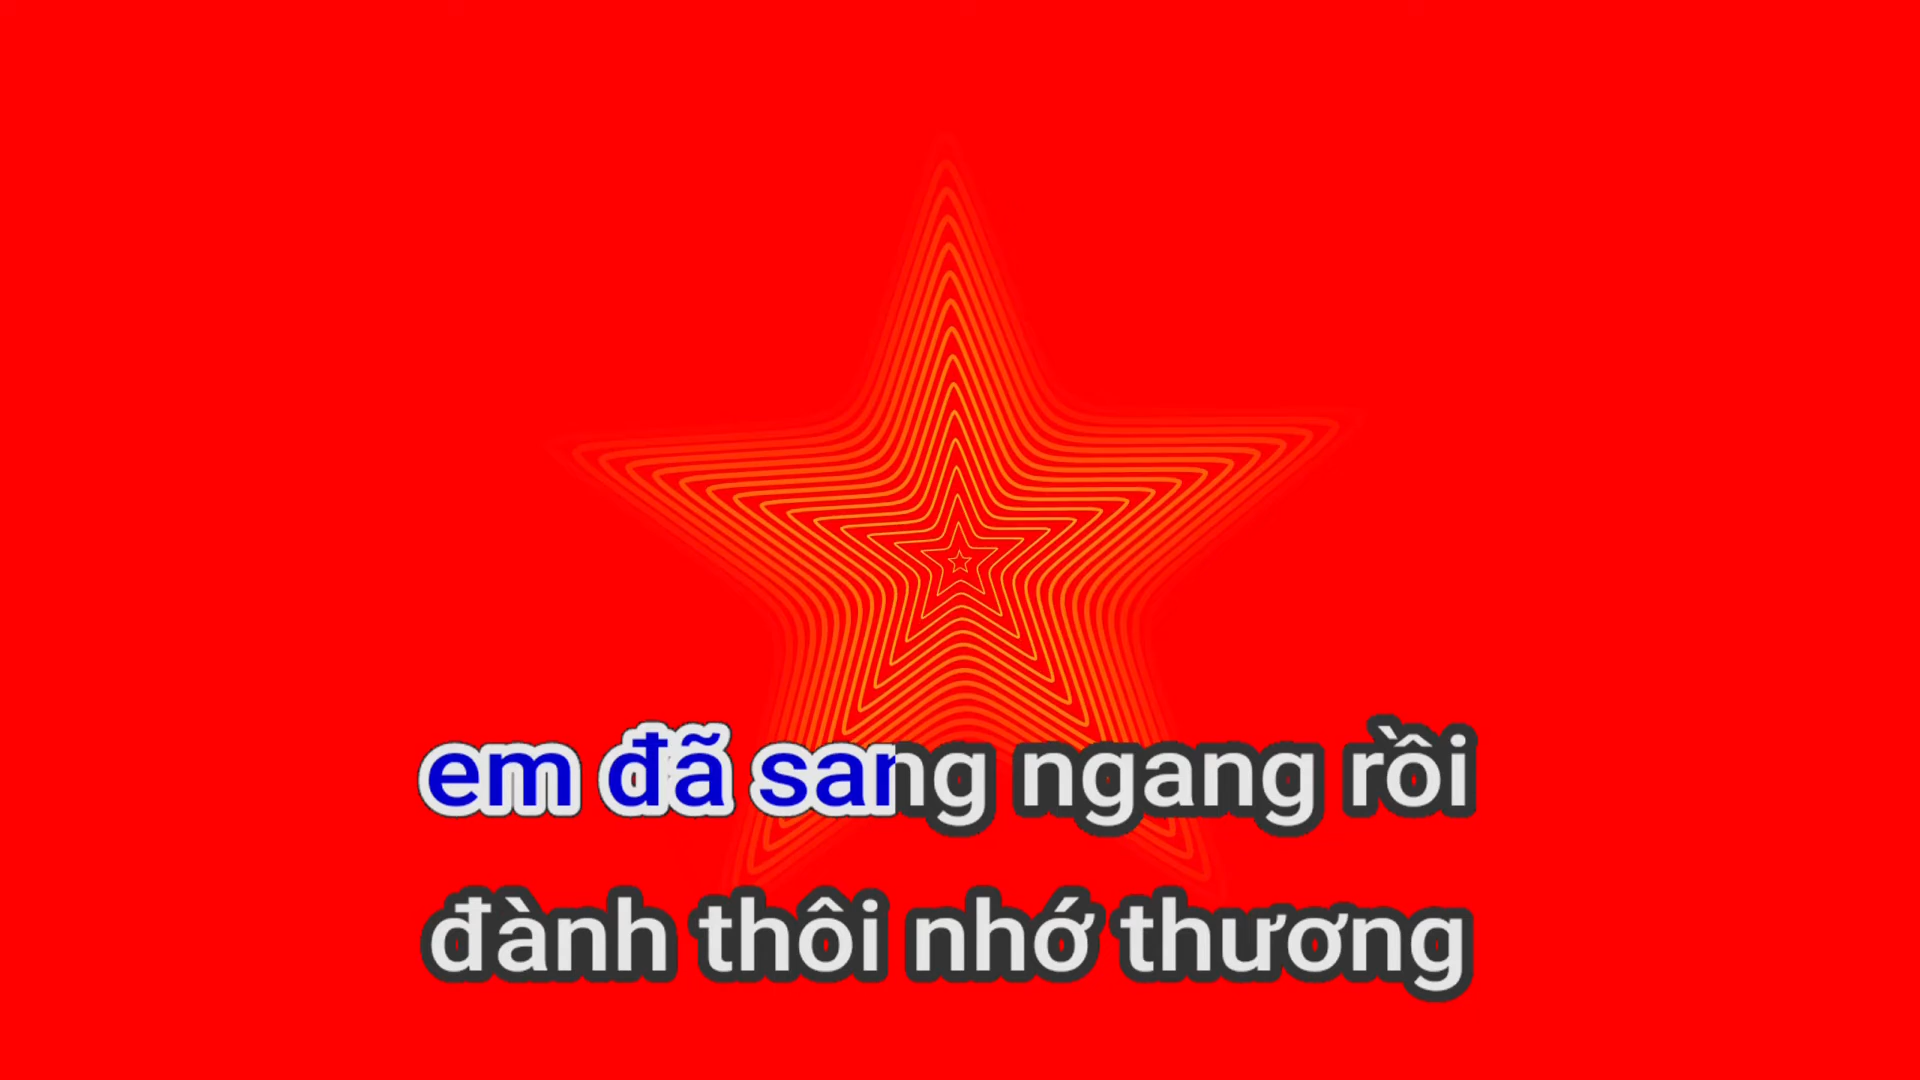 em đã sang ngang rồi
đành thôi nhớ thương